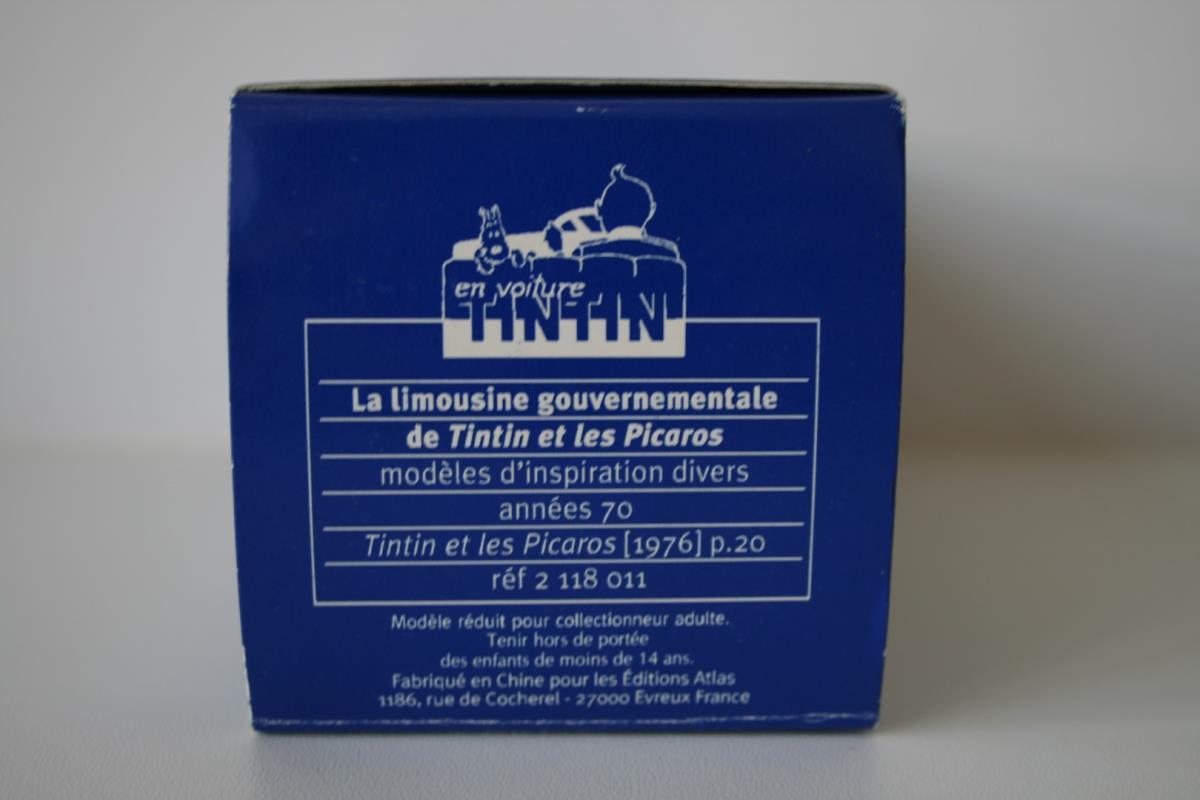 en voiture
TINTIN
La limousine gouvernementale
de Tintin et les Picaros
modèles d'inspiration divers
années 70
Tintin et les Picaros [1976] p.20
réf 2 118 011
Modèle réduit pour collectionneur adulte.
Tenir hors de portée
des enfants de moins de 14 ans.
Fabriqué en Chine pour les Éditions Atlas
1186, rue de Cocherel - 27000 Evreux France